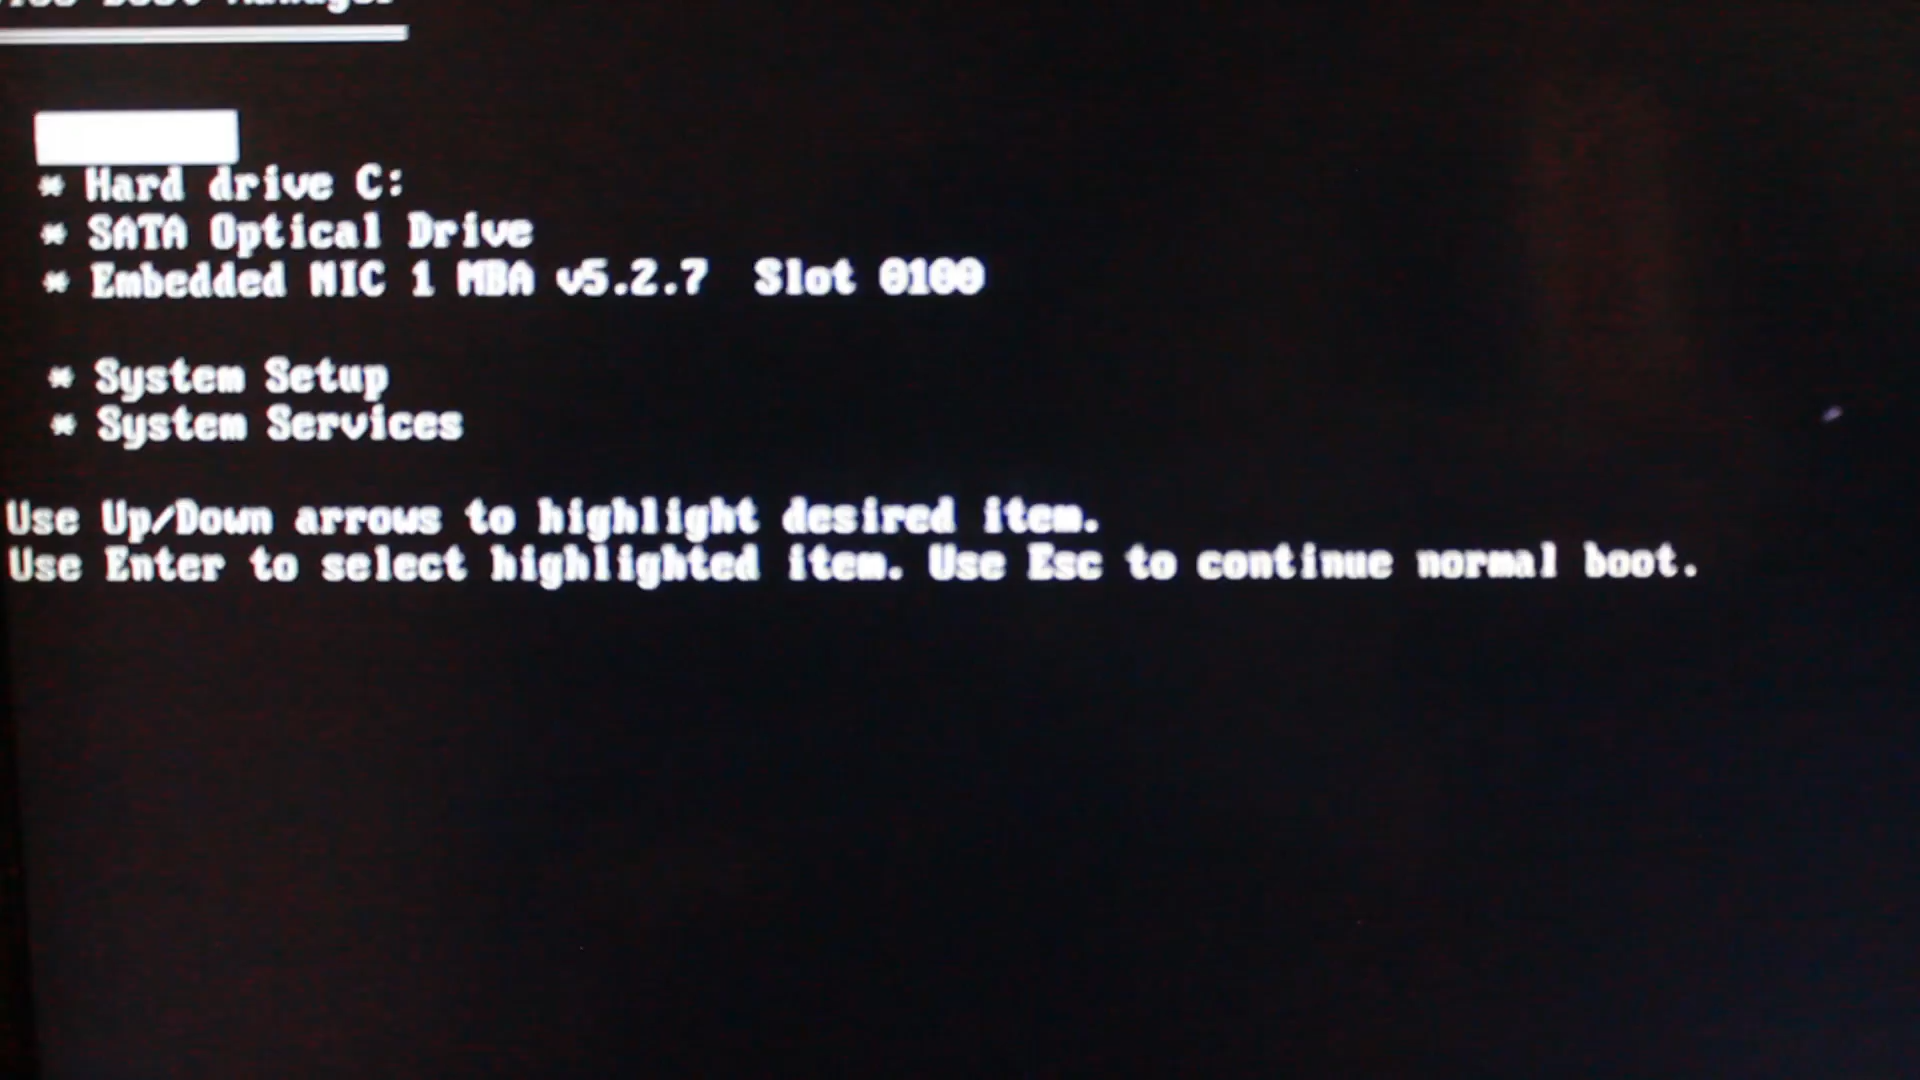 Manager
* Hard drive C:
* SATA Optical Drive
* Embedded NIC 1 MBA v5.2.7 Slot 0100
* System Setup
* System Services
Use Up/Down arrows to highlight desired item.
Use Enter to select highlighted item. Use Esc to continue normal boot.